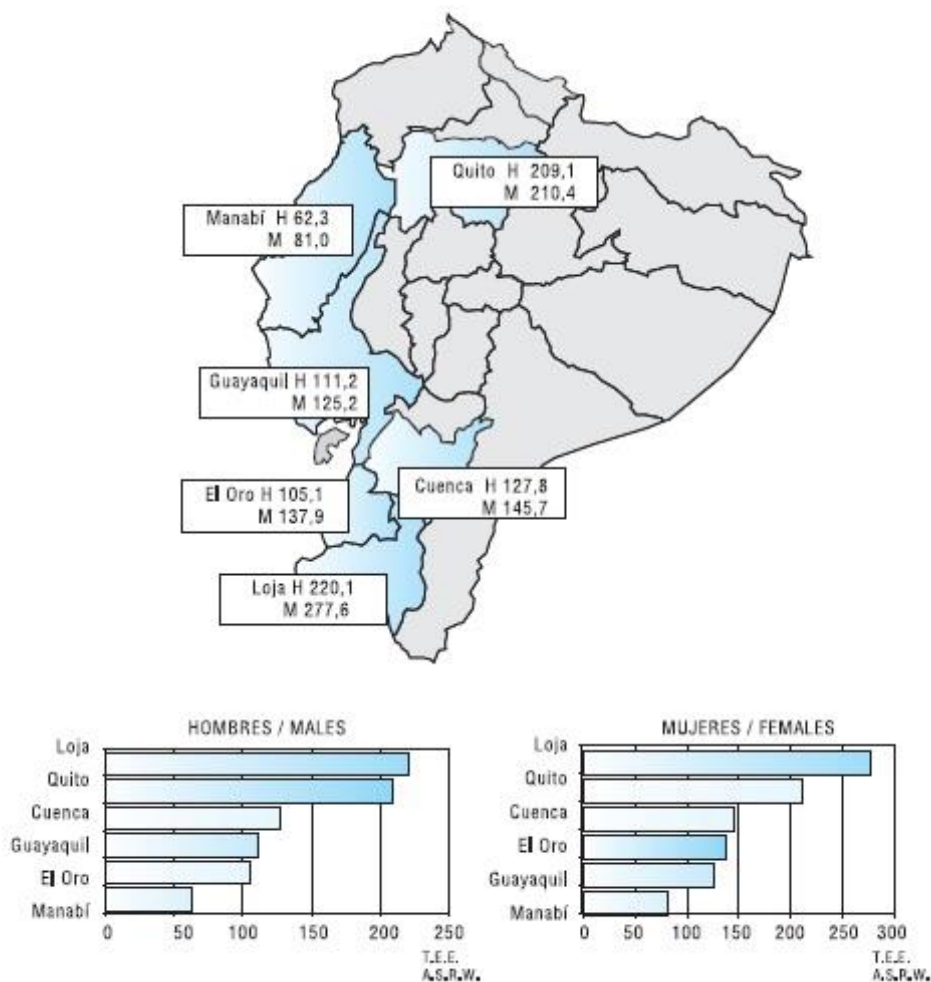 Quito H 209,1
M 210,4
Manabí H 62,3
M 81,0
Guayaquil H 111,2
M 125,2
El Oro H 105,1
M 137,9
Cuenca H 127,8
M 145,7
Loja H 220,1
M 277,6
HOMBRES / MALES
Loja
Quito
Cuenca
Guayaquil
El Oro
Manabí
0 50 100 150 200 250
T.E.E.
A.S.R.W.
MUJERES / FEMALES
Loja
Quito
Cuenca
El Oro
Guayaquil
Manabí
0 50 100 150 200 250 300
T.E.E.
A.S.R.W.